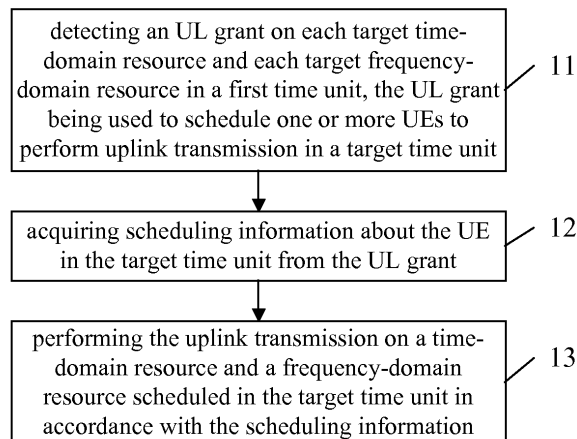 detecting an UL grant on each target time-
domain resource and each target frequency-
domain resource in a first time unit, the UL grant
being used to schedule one or more UEs to
perform uplink transmission in a target time unit
11
acquiring scheduling information about the UE
in the target time unit from the UL grant
12
performing the uplink transmission on a time-
domain resource and a frequency-domain
resource scheduled in the target time unit in
accordance with the scheduling information
13